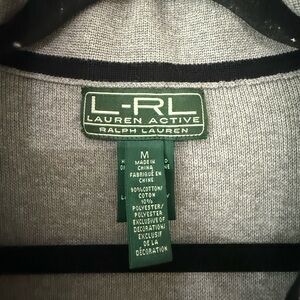 L-RL
LAUREN ACTIVE
RALPH LAUREN
M
MADE IN
CHINA
FABRIQUÉ EN
CHINE
90%COTTON/
COTON
10%
POLYESTER/
POLYESTER
EXCLUSIVE OF
DECORATIONS
EXCLUSIF
DE LA
DÉCORATION